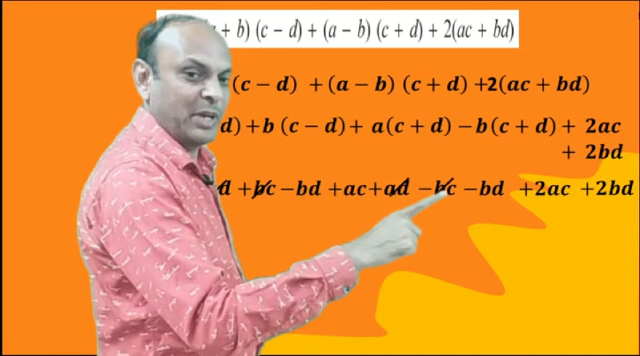 + b) (c − d) + (a − b) (c + d) + 2(ac + bd)
(c − d) + (a − b) (c + d) +2(ac + bd)
d) + b (c − d) + a(c + d) − b(c + d) + 2ac
+ 2bd
d + bc − bd + ac + ad − bc − bd + 2ac + 2bd